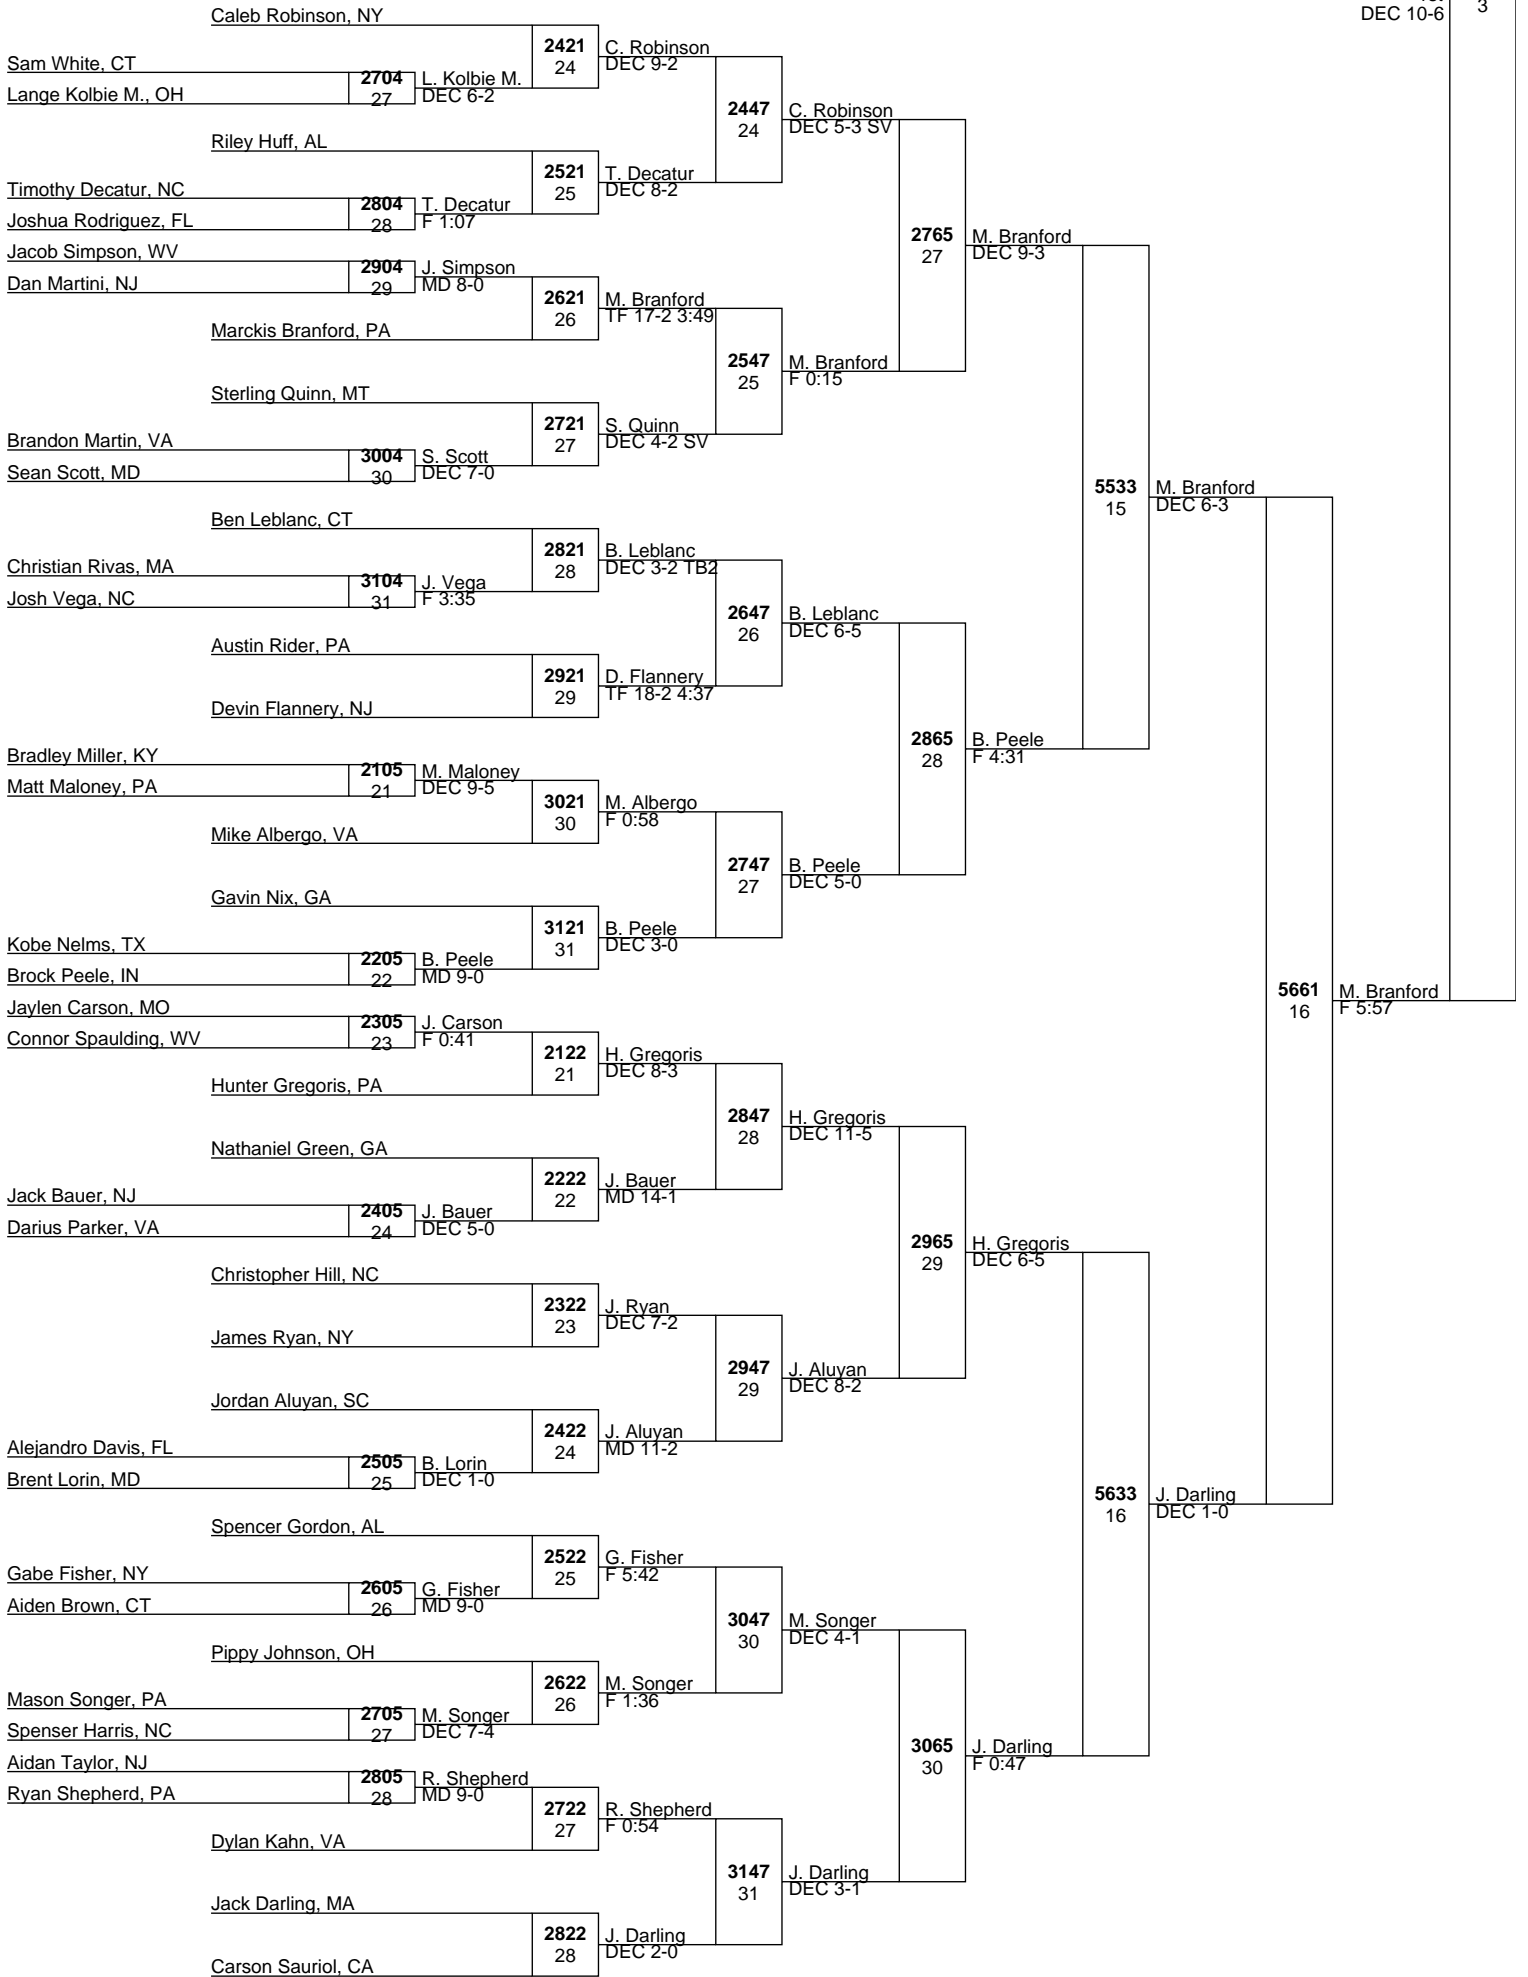 DEC 10-6
3
Caleb Robinson, NY
2421
24
C. Robinson
DEC 9-2
Sam White, CT
Lange Kolbie M., OH
2704
27
L. Kolbie M.
DEC 6-2
2447
24
C. Robinson
DEC 5-3 SV
Riley Huff, AL
2521
25
T. Decatur
DEC 8-2
Timothy Decatur, NC
Joshua Rodriguez, FL
2804
28
T. Decatur
F 1:07
2765
27
M. Branford
DEC 9-3
Jacob Simpson, WV
Dan Martini, NJ
2904
29
J. Simpson
MD 8-0
2621
26
M. Branford
TF 17-2 3:49
Marckis Branford, PA
2547
25
M. Branford
F 0:15
Sterling Quinn, MT
2721
27
S. Quinn
DEC 4-2 SV
Brandon Martin, VA
Sean Scott, MD
3004
30
S. Scott
DEC 7-0
5533
15
M. Branford
DEC 6-3
Ben Leblanc, CT
2821
28
B. Leblanc
DEC 3-2 TB2
Christian Rivas, MA
Josh Vega, NC
3104
31
J. Vega
F 3:35
2647
26
B. Leblanc
DEC 6-5
Austin Rider, PA
2921
29
D. Flannery
TF 18-2 4:37
Devin Flannery, NJ
2865
28
B. Peele
F 4:31
Bradley Miller, KY
Matt Maloney, PA
2105
21
M. Maloney
DEC 9-5
3021
30
M. Albergo
F 0:58
Mike Albergo, VA
2747
27
B. Peele
DEC 5-0
Gavin Nix, GA
3121
31
B. Peele
DEC 3-0
Kobe Nelms, TX
Brock Peele, IN
2205
22
B. Peele
MD 9-0
5661
16
M. Branford
F 5:57
Jaylen Carson, MO
Connor Spaulding, WV
2305
23
J. Carson
F 0:41
2122
21
H. Gregoris
DEC 8-3
Hunter Gregoris, PA
2847
28
H. Gregoris
DEC 11-5
Nathaniel Green, GA
2222
22
J. Bauer
MD 14-1
Jack Bauer, NJ
Darius Parker, VA
2405
24
J. Bauer
DEC 5-0
2965
29
H. Gregoris
DEC 6-5
Christopher Hill, NC
2322
23
J. Ryan
DEC 7-2
James Ryan, NY
2947
29
J. Aluyan
DEC 8-2
Jordan Aluyan, SC
2422
24
J. Aluyan
MD 11-2
Alejandro Davis, FL
Brent Lorin, MD
2505
25
B. Lorin
DEC 1-0
5633
16
J. Darling
DEC 1-0
Spencer Gordon, AL
2522
25
G. Fisher
F 5:42
Gabe Fisher, NY
Aiden Brown, CT
2605
26
G. Fisher
MD 9-0
3047
30
M. Songer
DEC 4-1
Pippy Johnson, OH
2622
26
M. Songer
F 1:36
Mason Songer, PA
Spenser Harris, NC
2705
27
M. Songer
DEC 7-4
3065
30
J. Darling
F 0:47
Aidan Taylor, NJ
Ryan Shepherd, PA
2805
28
R. Shepherd
MD 9-0
2722
27
R. Shepherd
F 0:54
Dylan Kahn, VA
3147
31
J. Darling
DEC 3-1
Jack Darling, MA
2822
28
J. Darling
DEC 2-0
Carson Sauriol, CA